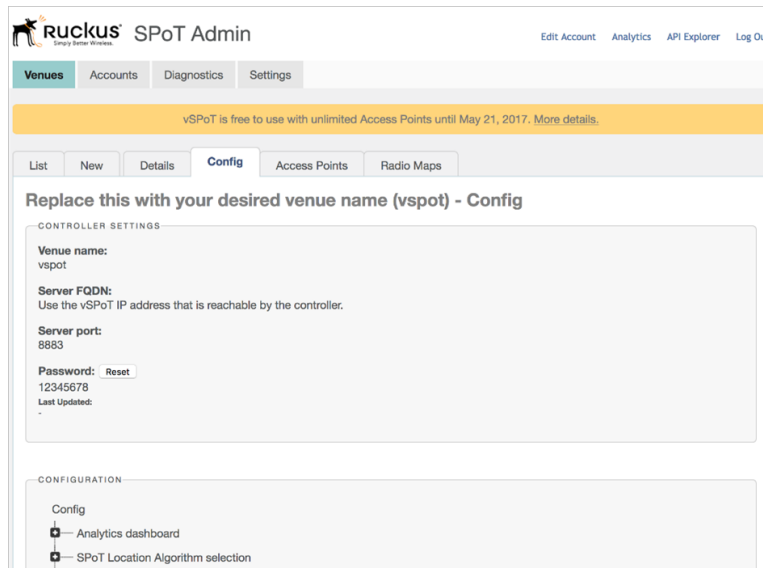 Ruckus SPoT Admin
Simply Better Wireless.
Edit Account Analytics API Explorer Log Ou
Venues Accounts Diagnostics Settings
vSPoT is free to use with unlimited Access Points until May 21, 2017. More details.
List New Details Config Access Points Radio Maps
Replace this with your desired venue name (vspot) - Config
CONTROLLER SETTINGS
Venue name:
vspot
Server FQDN:
Use the vSPoT IP address that is reachable by the controller.
Server port:
8883
Password: Reset
12345678
Last Updated:
-
CONFIGURATION
Config
Analytics dashboard
SPoT Location Algorithm selection